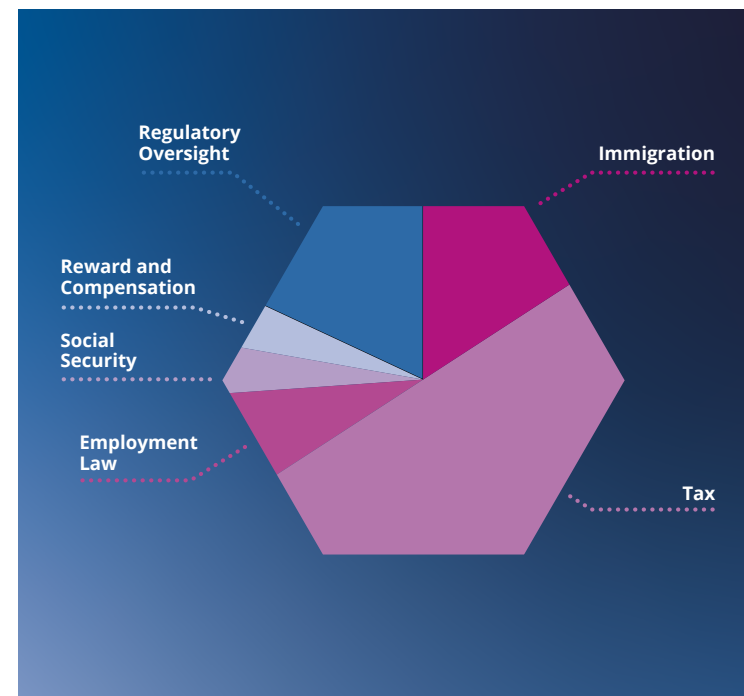 Regulatory
Oversight
Immigration
Reward and
Compensation
Social
Security
Employment
Law
Tax